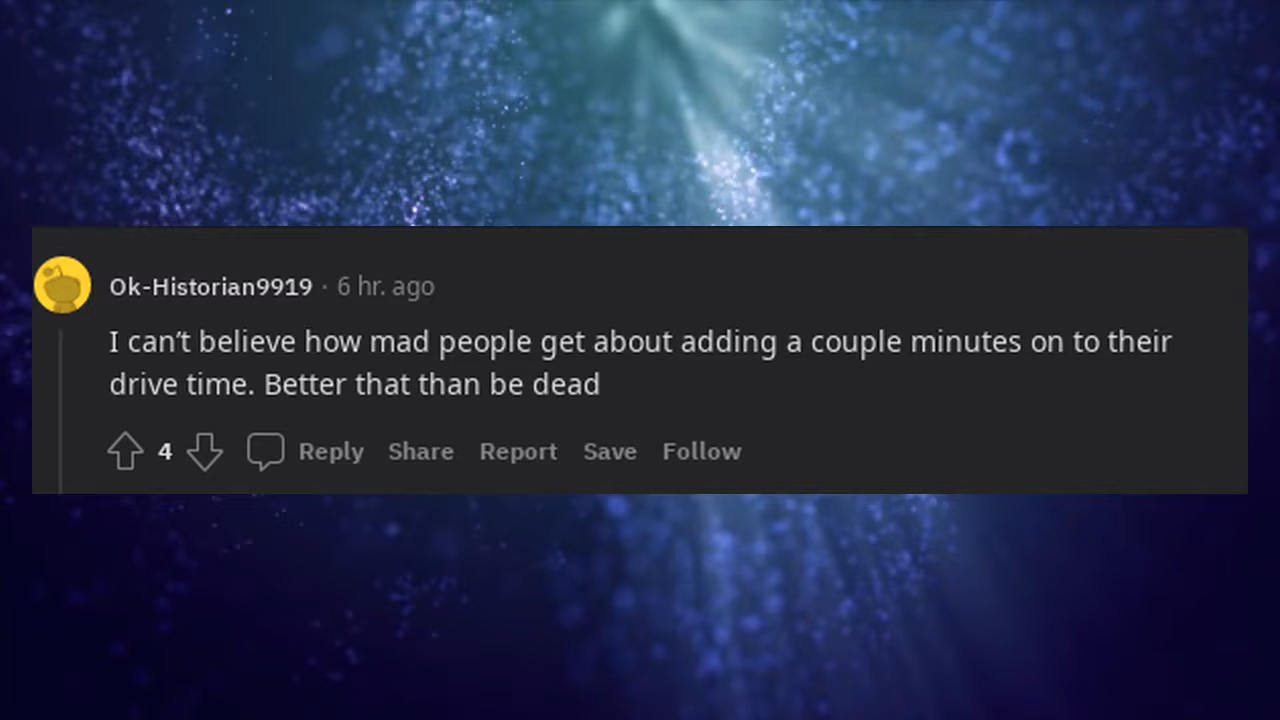 Ok-Historian9919 · 6 hr. ago
I can't believe how mad people get about adding a couple minutes on to their
drive time. Better that than be dead
4 Reply Share Report Save Follow